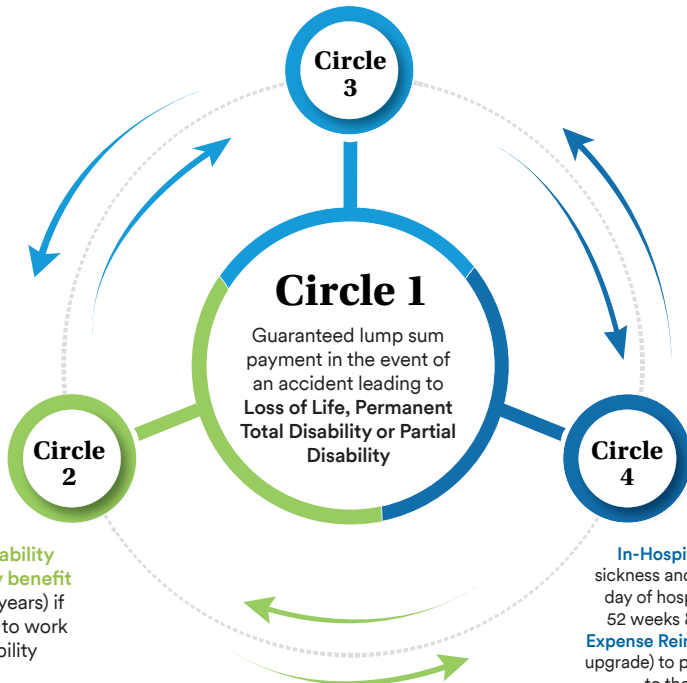 Circle
3
Circle 1
Guaranteed lump sum
payment in the event of
an accident leading to
Loss of Life, Permanent
Total Disability or Partial
Disability
Circle
2
Circle
4
ability
y benefit
years) if
to work
bility
In-Hospi
sickness and
day of hosp
52 weeks &
Expense Rei
upgrade) to p
to the